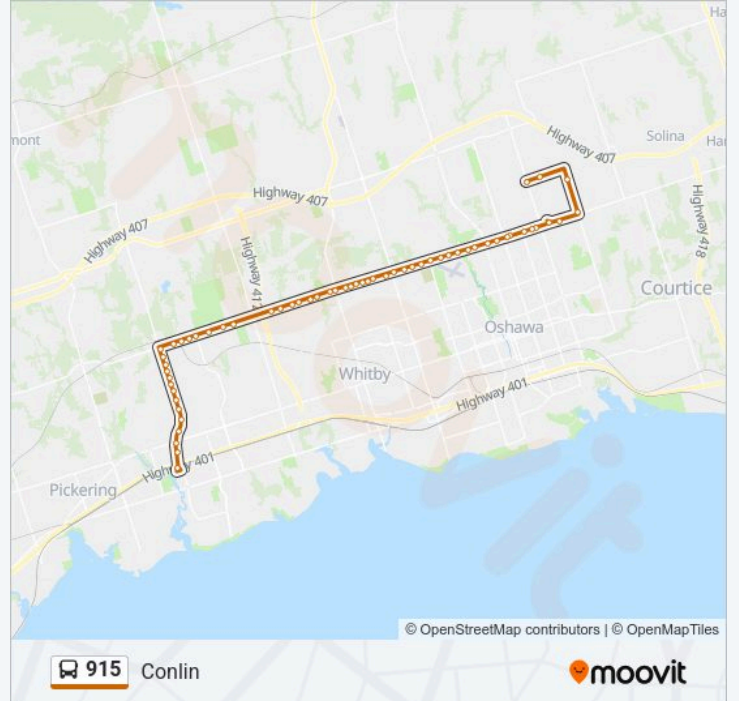 Ha
mont
Highway 407
Solina
Ha
Highway 407
Highway 407
Highway 418
Highway 412
Courtice
Oshawa
Whitby
Highway 401
Highway 401
Pickering
© OpenStreetMap contributors | © OpenMapTiles
915 Conlin
moovit